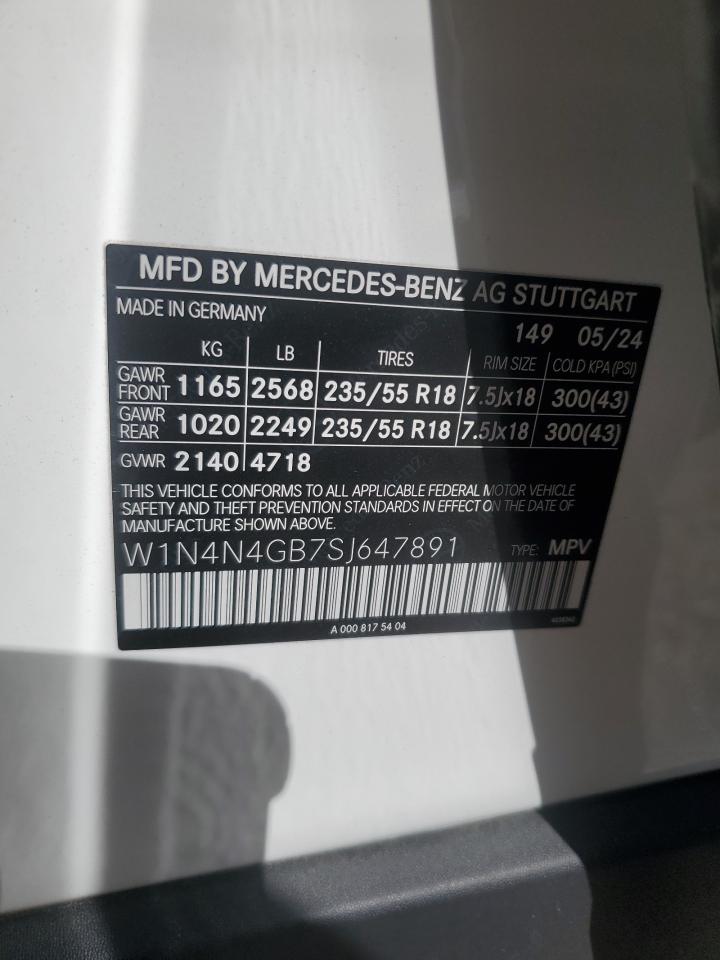 MFD BY MERCEDES-BENZ AG STUTTGART
MADE IN GERMANY
149 05/24
KG LB TIRES RIM SIZE COLD KPA (PSI)
GAWR FRONT 1165 2568 235/55 R18 7.5Jx18 300(43)
GAWR REAR 1020 2249 235/55 R18 7.5Jx18 300(43)
GVWR 2140 4718
THIS VEHICLE CONFORMS TO ALL APPLICABLE FEDERAL MOTOR VEHICLE
SAFETY AND THEFT PREVENTION STANDARDS IN EFFECT ON THE DATE OF
MANUFACTURE SHOWN ABOVE.
W1N4N4GB7SJ647891 TYPE: MPV
A 000 817 54 04